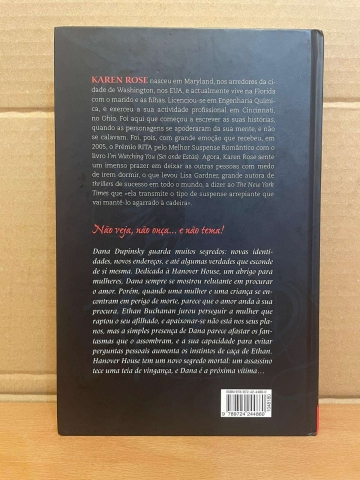 KAREN ROSE nasceu em Maryland, nos arredores da ci-
dade de Washington, nos EUA, e actualmente vive na Florida
com o marido e as filhas. Licenciou-se em Engenharia Quími-
ca, e exerceu a sua actividade profissional em Cincinnati,
no Ohio. Foi aqui que começou a escrever as suas histórias,
quando as personagens se apoderaram da sua mente, e não
se calavam. Foi, pois, com grande emoção que recebeu, em
2005, o Prémio RITA pelo Melhor Suspense Romântico com o
livro I'm Watching You (Sei onde Estás). Agora, Karen Rose sente
um imenso prazer em deixar as outras pessoas com medo
de irem dormir, o que levou Lisa Gardner, grande autora de
thrillers de sucesso em todo o mundo, a dizer ao The New York
Times que «ela transmite o tipo de suspense arrepiante que
vai mantê-lo agarrado à cadeira».
Não veja, não ouça... e não tema!
Dana Dupinsky guarda muitos segredos: novas identi-
dades, novos endereços, e até algumas verdades que esconde
de si mesma. Dedicada à Hanover House, um abrigo para
mulheres, Dana sempre se mostrou relutante em procurar
o amor. Porém, quando uma mulher e uma criança se en-
contram em perigo de morte, parece que o amor anda à sua
procura. Ethan Buchanan jurou perseguir a mulher que
raptou o seu afilhado, e apaixonar-se não está nos seus pla-
nos, mas a simples presença de Dana parece afastar os fan-
tasmas que o assombram, e a sua capacidade para evitar
perguntas pessoais aumenta os instintos de caça de Ethan.
Hanover House tem um novo segredo mortal: um assassino
tece uma teia de vingança, e Dana é a próxima vítima...
9 789724 244860